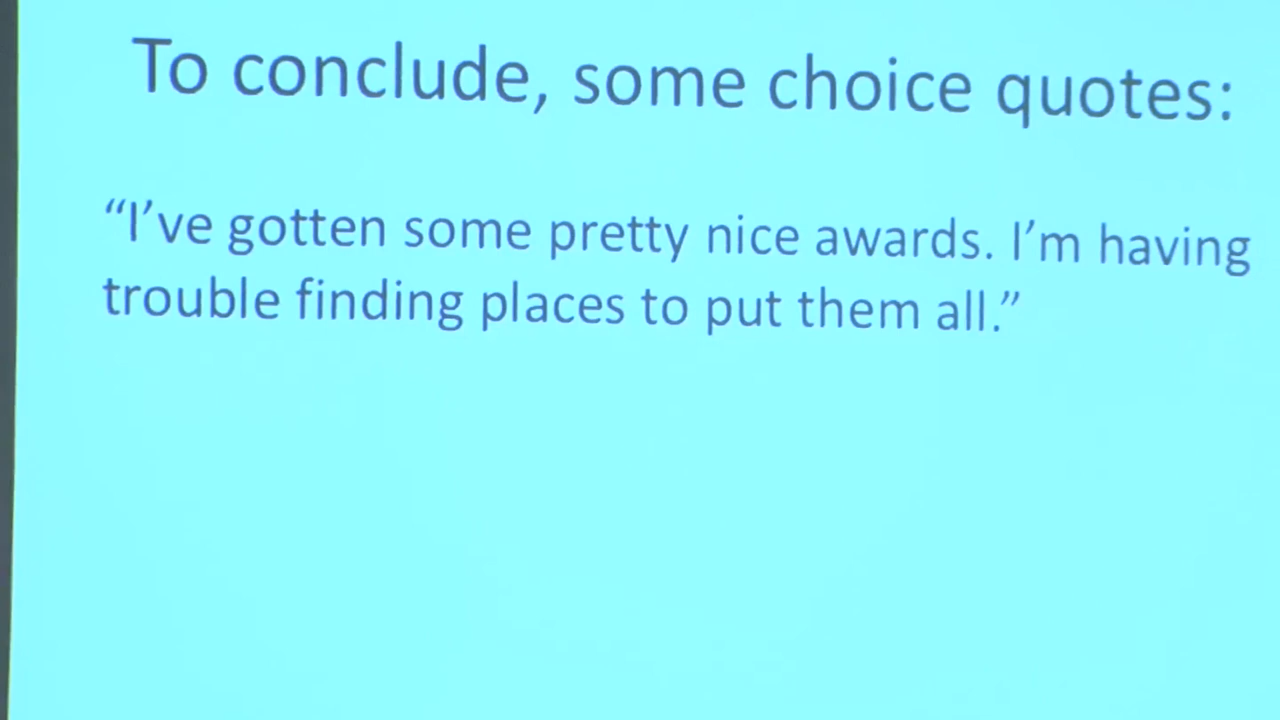 To conclude, some choice quotes:
“I’ve gotten some pretty nice awards. I’m having
trouble finding places to put them all.”